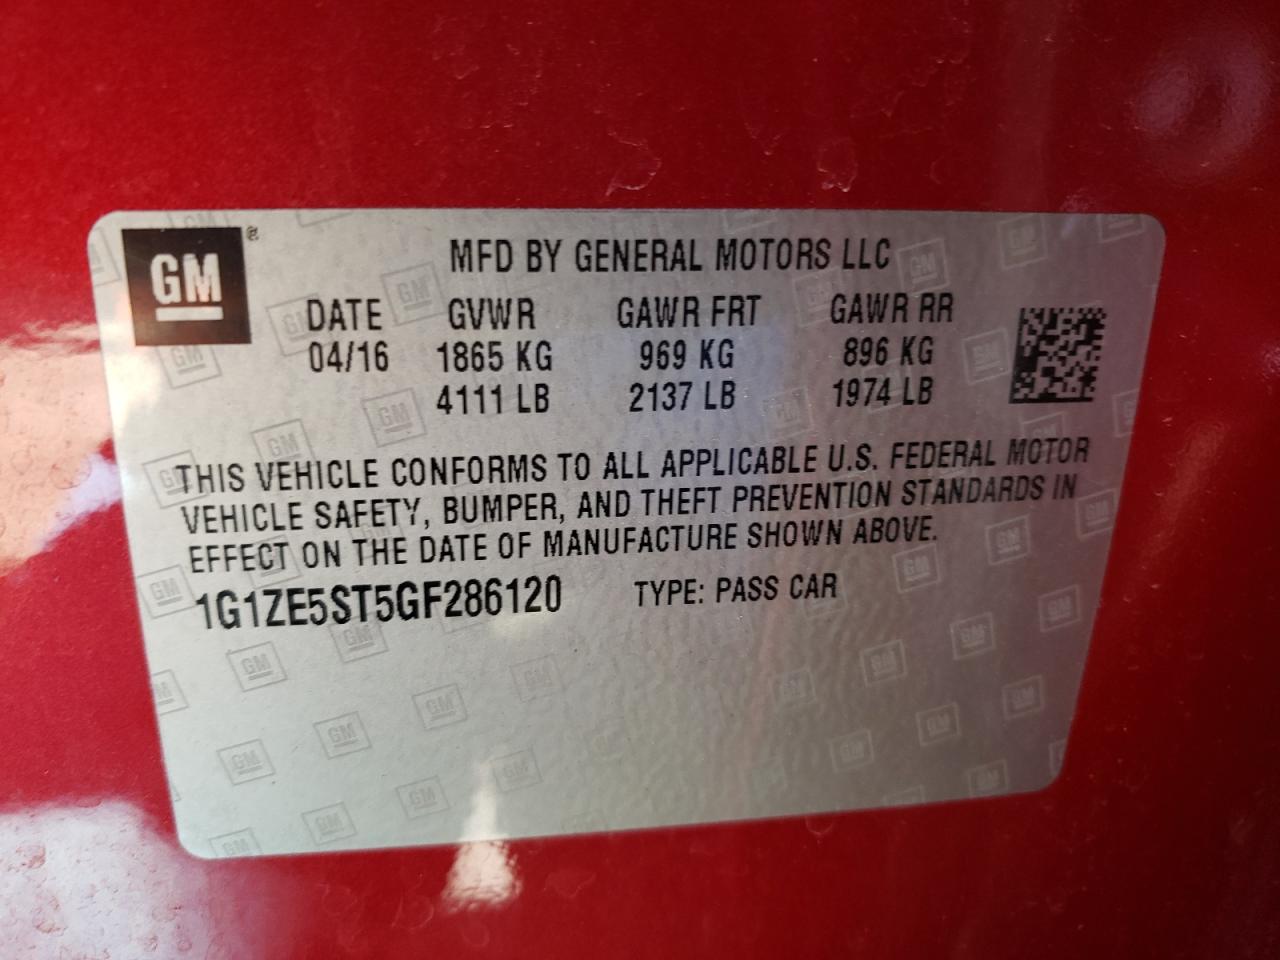 GM ®
MFD BY GENERAL MOTORS LLC
DATE GVWR GAWR FRT GAWR RR
04/16 1865 KG 969 KG 896 KG
4111 LB 2137 LB 1974 LB
THIS VEHICLE CONFORMS TO ALL APPLICABLE U.S. FEDERAL MOTOR
VEHICLE SAFETY, BUMPER, AND THEFT PREVENTION STANDARDS IN
EFFECT ON THE DATE OF MANUFACTURE SHOWN ABOVE.
1G1ZE5ST5GF286120 TYPE: PASS CAR